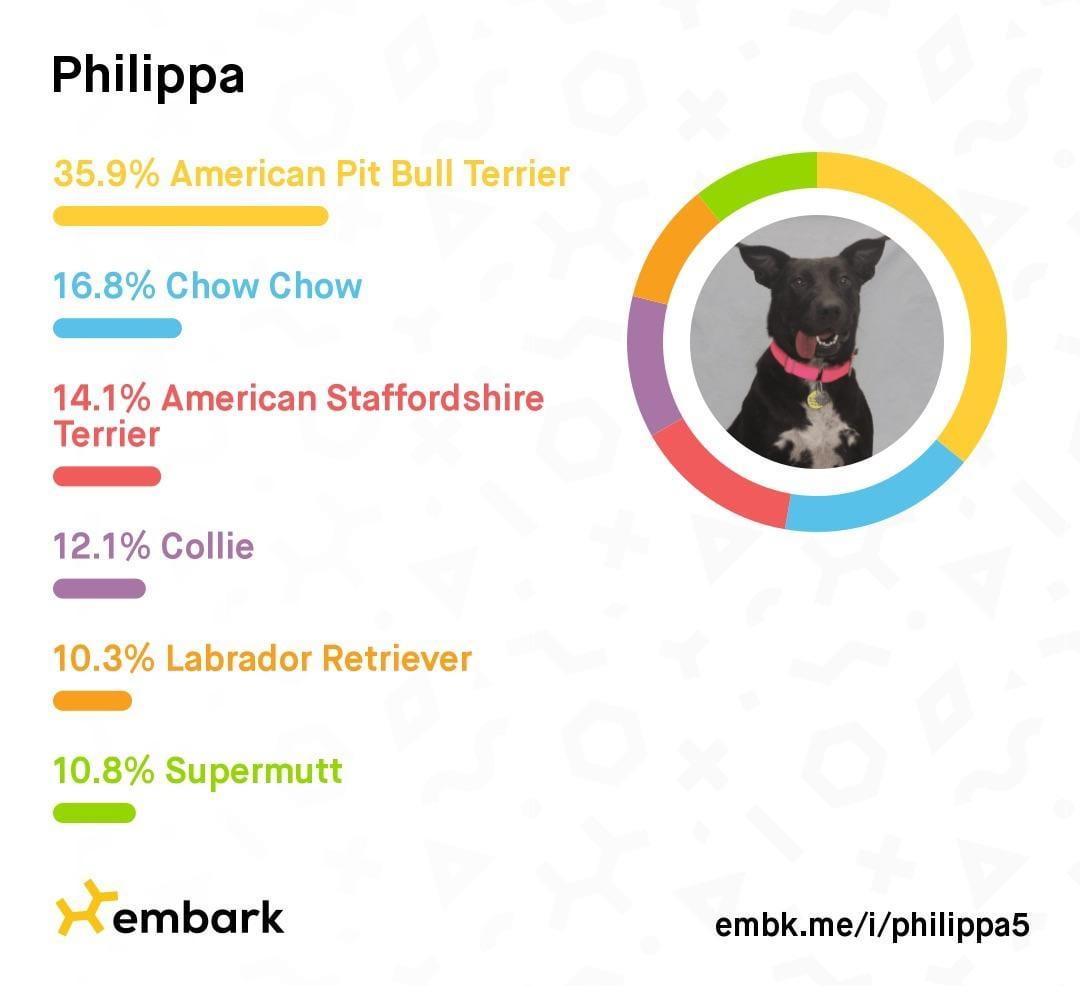 Philippa
35.9% American Pit Bull Terrier
16.8% Chow Chow
14.1% American Staffordshire
Terrier
12.1% Collie
10.3% Labrador Retriever
10.8% Supermutt
embark
embk.me/i/philippa5